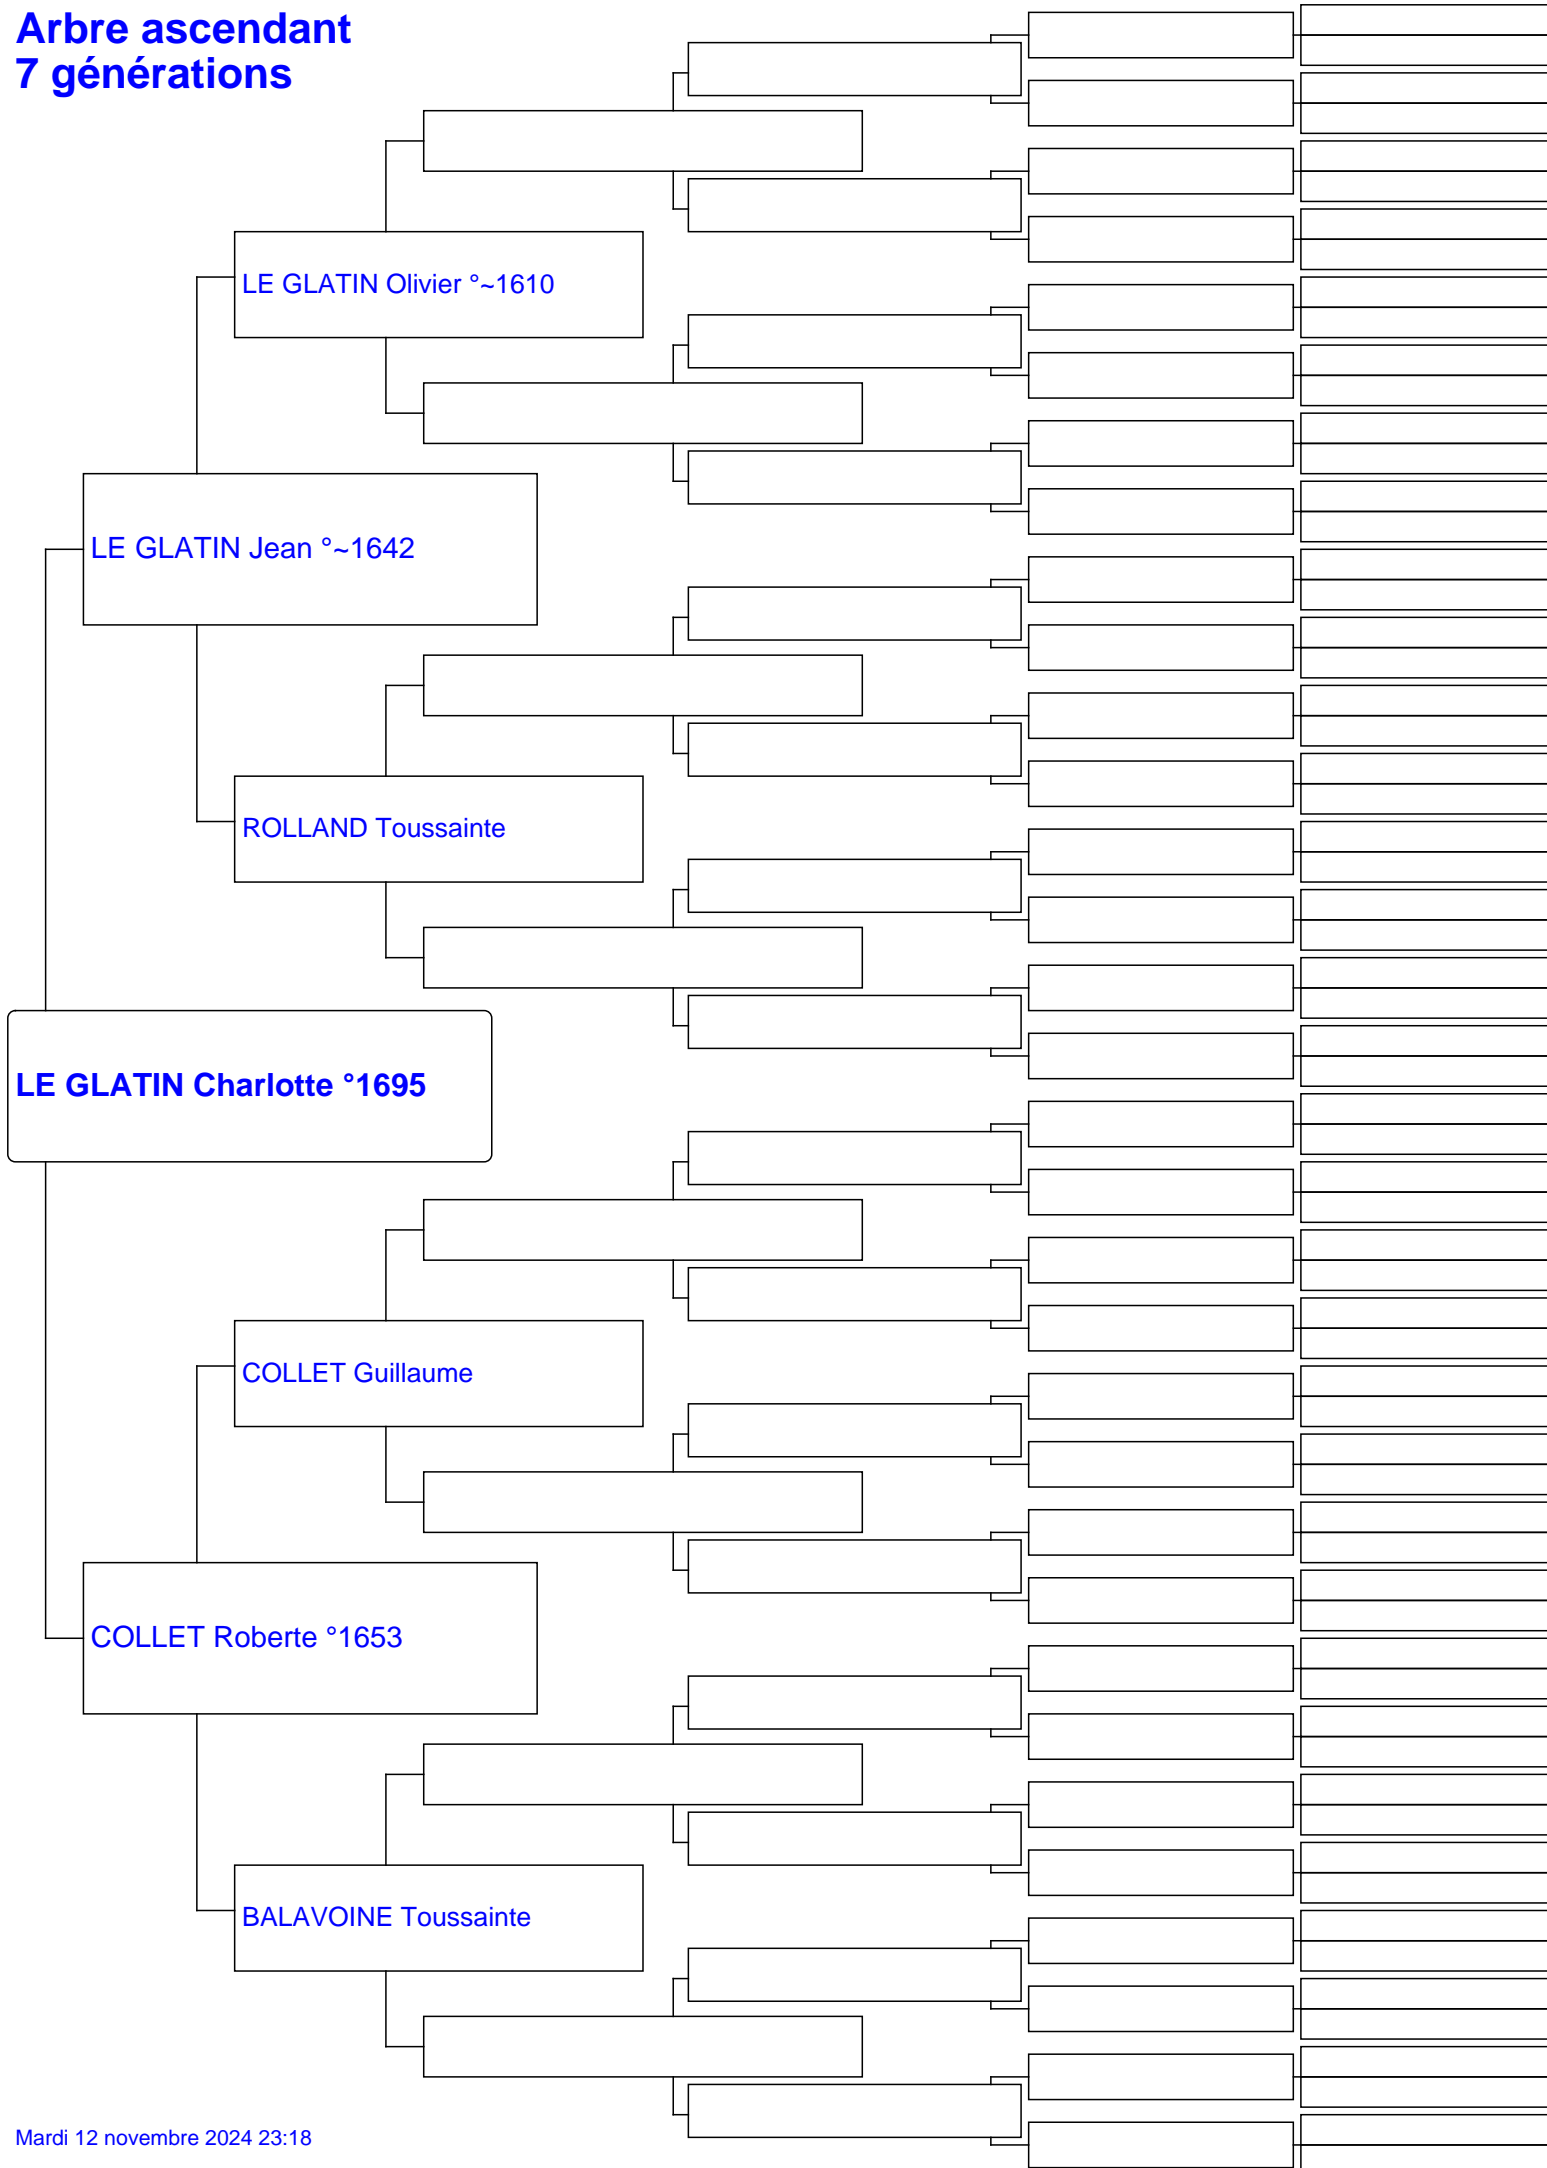 Arbre ascendant
7 générations
LE GLATIN Olivier °~1610
LE GLATIN Jean °~1642
ROLLAND Toussainte
LE GLATIN Charlotte °1695
COLLET Guillaume
COLLET Roberte °1653
BALAVOINE Toussainte
Mardi 12 novembre 2024 23:18